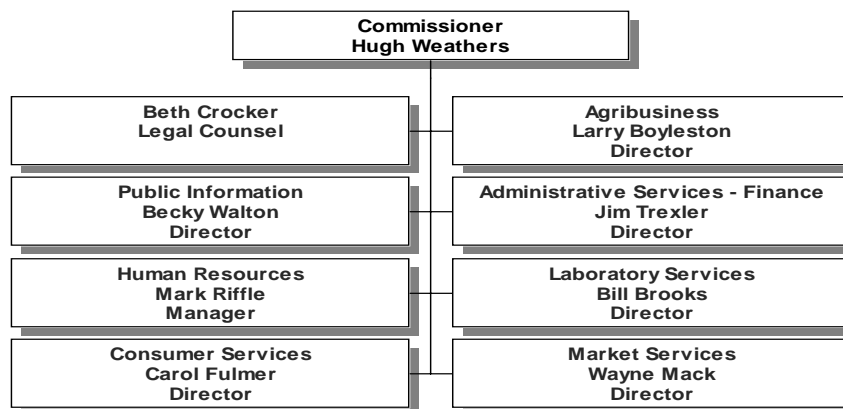 Commissioner
Hugh Weathers
Beth Crocker
Legal Counsel
Agribusiness
Larry Boyleston
Director
Public Information
Becky Walton
Director
Administrative Services - Finance
Jim Trexler
Director
Human Resources
Mark Riffle
Manager
Laboratory Services
Bill Brooks
Director
Consumer Services
Carol Fulmer
Director
Market Services
Wayne Mack
Director